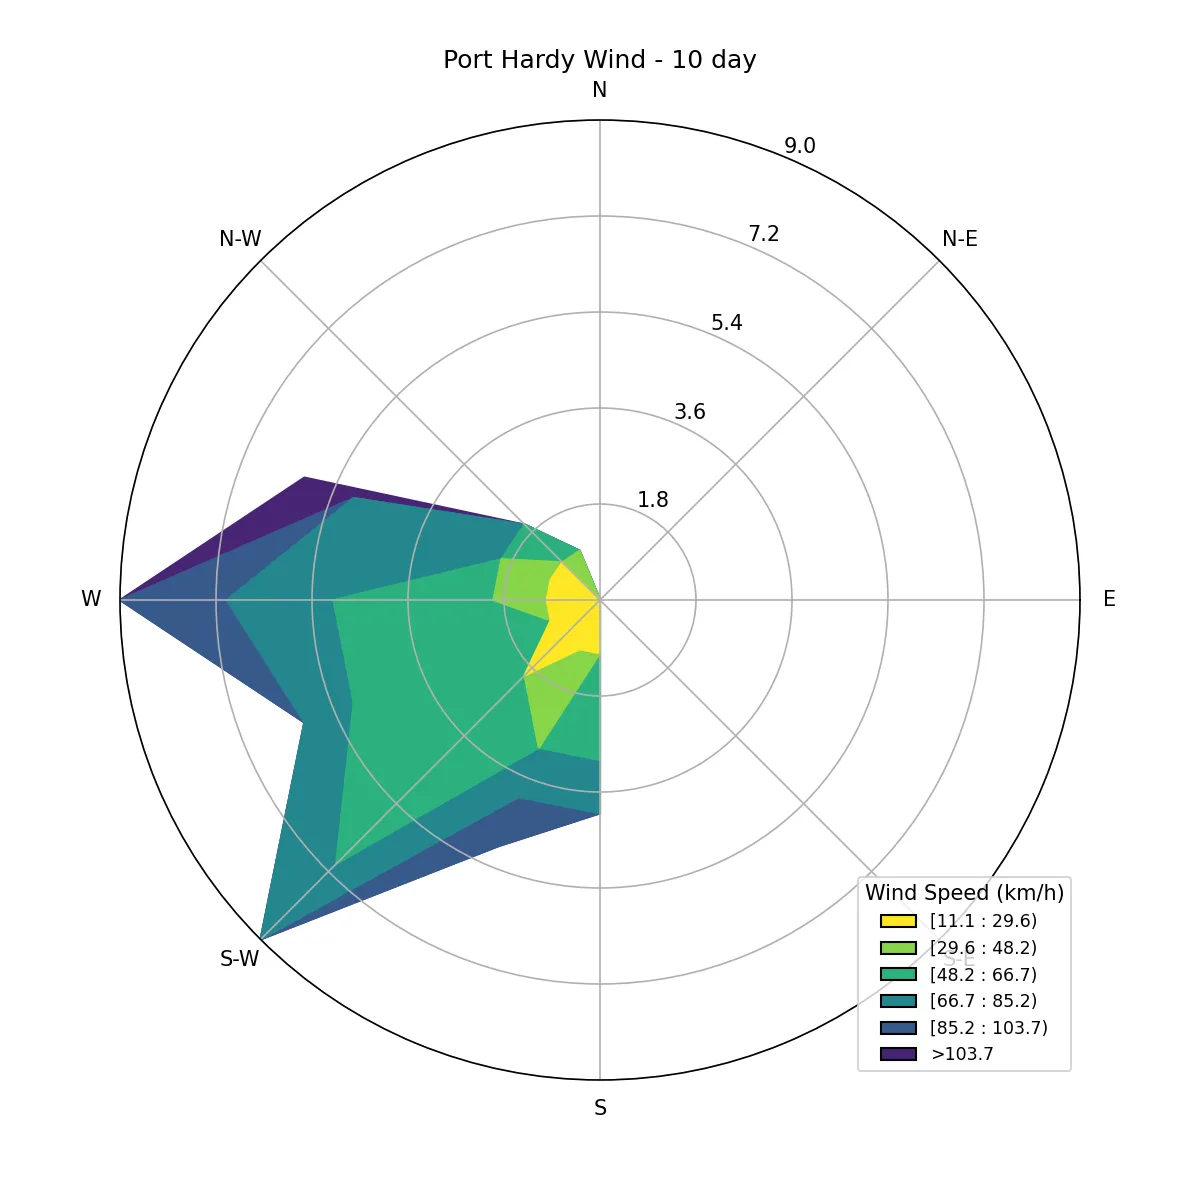 Port Hardy Wind - 10 day
N
9.0
N-W
7.2
N-E
5.4
3.6
1.8
W
E
Wind Speed (km/h)
[11.1 : 29.6)
[29.6 : 48.2)
S-E
[48.2 : 66.7)
[66.7 : 85.2)
[85.2 : 103.7)
>103.7
S-W
S